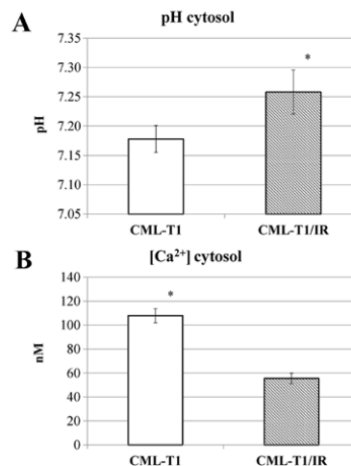 A
pH cytosol
7.35
7.30
7.25
7.20
7.15
7.10
7.05
pH
*
CML-T1
CML-T1/IR
B
[Ca²⁺] cytosol
140
120
100
80
60
40
20
0
nM
*
CML-T1
CML-T1/IR